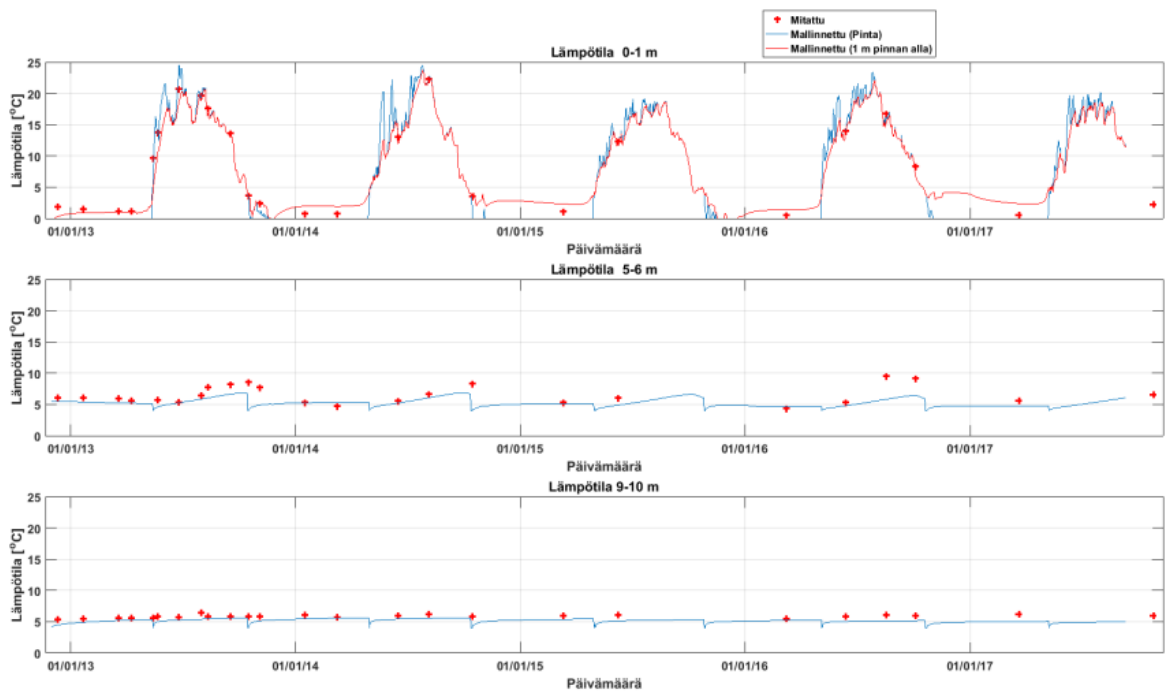 Mitattu
Mallinnettu (Pinta)
Mallinnettu (1 m pinnan alla)
Lämpötila 0-1 m
Lämpötila [°C]
25
20
15
10
5
0
01/01/13 01/01/14 01/01/15 01/01/16 01/01/17
Päivämäärä
Lämpötila 5-6 m
Lämpötila [°C]
25
20
15
10
5
0
01/01/13 01/01/14 01/01/15 01/01/16 01/01/17
Päivämäärä
Lämpötila 9-10 m
Lämpötila [°C]
25
20
15
10
5
0
01/01/13 01/01/14 01/01/15 01/01/16 01/01/17
Päivämäärä